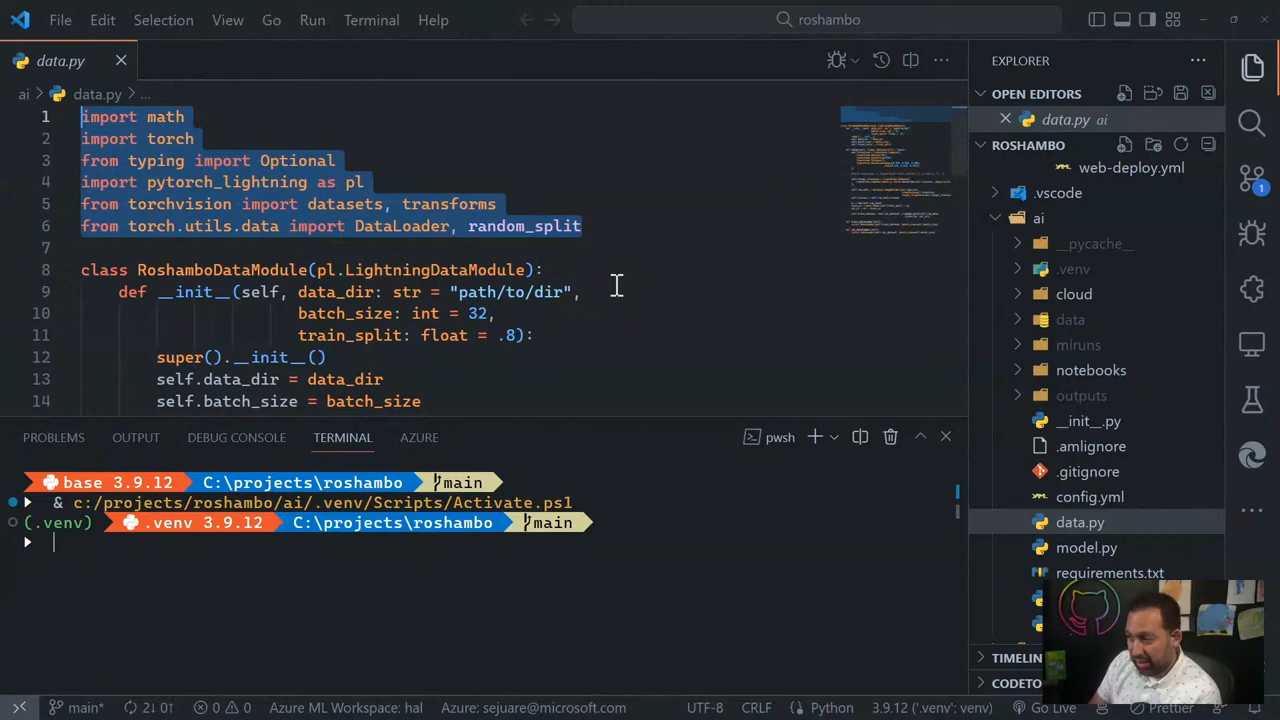 File Edit Selection View Go Run Terminal Help
roshambo
data.py
ai > data.py > ...
1 import math
2 import torch
3 from typing import Optional
4 import pytorch_lightning as pl
5 from torchvision import datasets, transforms
6 from torch.utils.data import DataLoader, random_split
7
8 class RoshamboDataModule(pl.LightningDataModule):
9 def __init__(self, data_dir: str = "path/to/dir",
10 batch_size: int = 32,
11 train_split: float = .8):
12 super().__init__()
13 self.data_dir = data_dir
14 self.batch_size = batch_size
PROBLEMS OUTPUT DEBUG CONSOLE TERMINAL AZURE
pwsh
base 3.9.12 C:\projects\roshambo main
& c:/projects/roshambo/ai/.venv/Scripts/Activate.ps1
(.venv) .venv 3.9.12 C:\projects\roshambo main
EXPLORER
OPEN EDITORS
data.py ai
ROSHAMBO
web-deploy.yml
.vscode
ai
__pycache__
.venv
cloud
data
mlruns
notebooks
outputs
__init__.py
.amlignore
.gitignore
config.yml
data.py
model.py
requirements.txt
TIMELIN
CODETO
1
main* 2↓ 0↑ 0 0 Azure ML Workspace: hal Azure: sejuare@microsoft.com UTF-8 CRLF Python 3.9.12 ('.venv': venv) Go Live Prettier